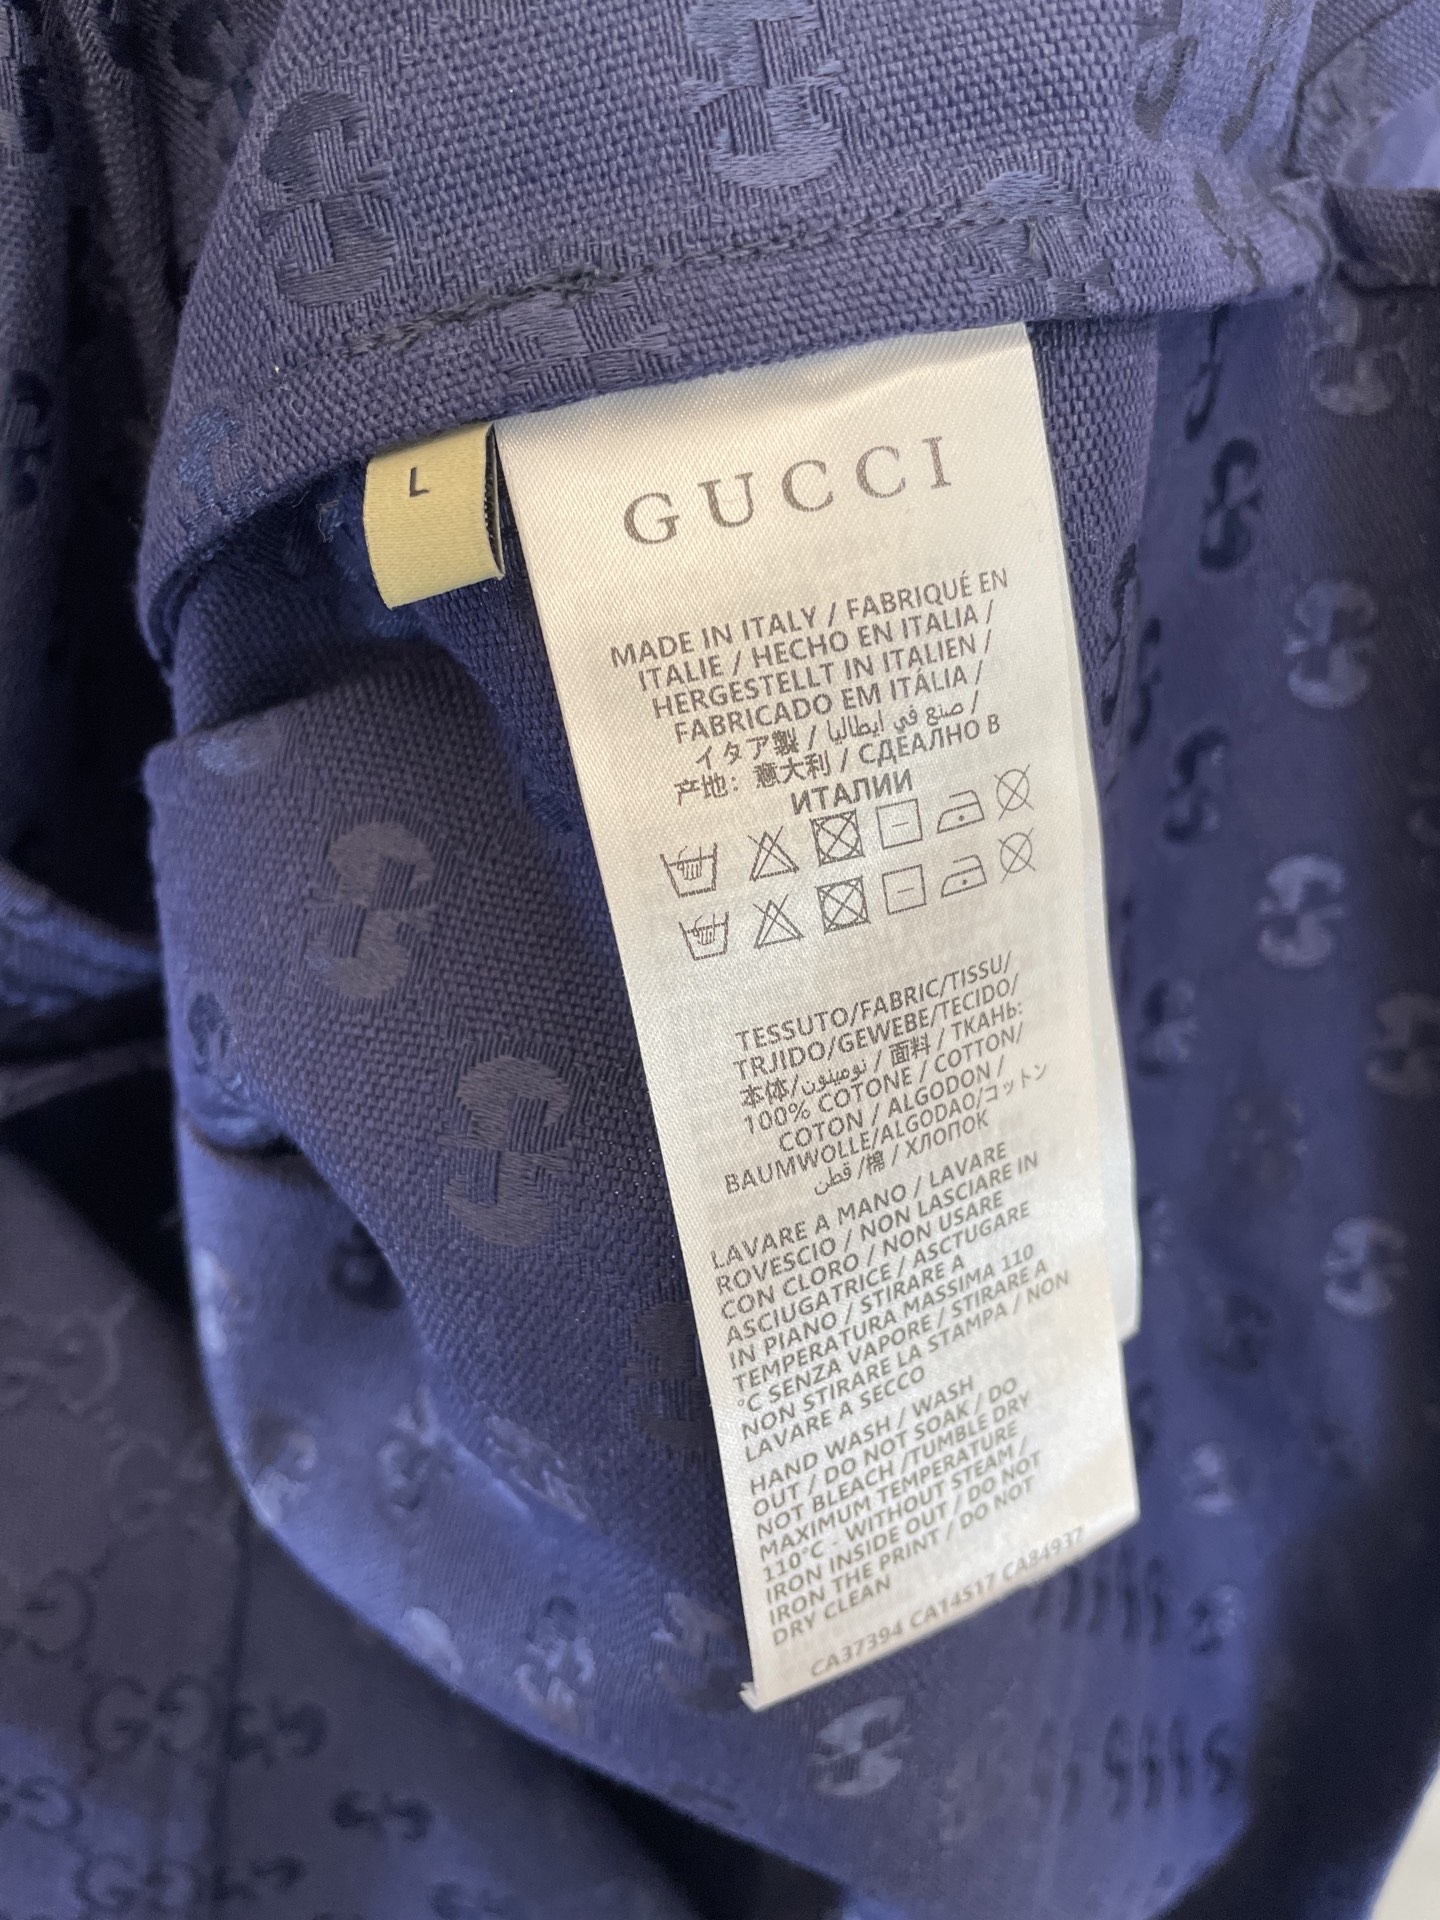 L
GUCCI
MADE IN ITALY / FABRIQUÉ EN
ITALIE / HECHO EN ITALIA /
HERGESTELLT IN ITALIEN /
FABRICADO EM ITÁLIA /
イタア製 / صنع في ايطاليا /
产地：意大利 / СДЕАЛНО В
ИТАЛИИ
TESSUTO/FABRIC/TISSU/
TRJIDO/GEWEBE/TECIDO/
本体/نومينون / 面料 / ТКАНЬ:
100% COTONE / COTTON/
COTON / ALGODON /
BAUMWOLLE/ALGODAO/コットン
قطن /棉 / ХЛОПОК
LAVARE A MANO / LAVARE
ROVESCIO / NON LASCIARE IN
CON CLORO / NON USARE
ASCIUGATRICE / ASCTUGARE
IN PIANO / STIRARE A
TEMPERATURA MASSIMA 110
°C SENZA VAPORE / STIRARE A
NON STIRARE LA STAMPA / NON
LAVARE A SECCO
HAND WASH / WASH
OUT / DO NOT SOAK / DO
NOT BLEACH /TUMBLE DRY
MAXIMUM TEMPERATURE
110°C - WITHOUT STEAM /
IRON INSIDE OUT / DO NOT
IRON THE PRINT / DO NOT
DRY CLEAN
CA37394 CA14517 CA84937